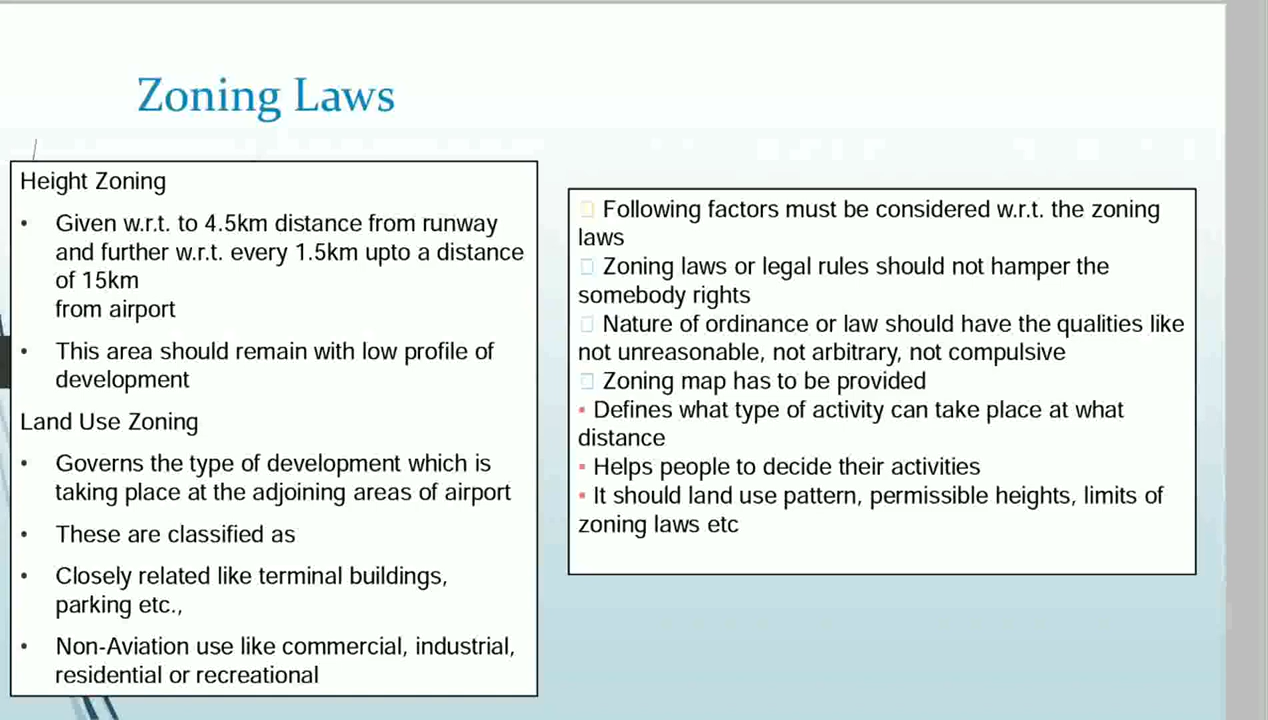 Zoning Laws
Height Zoning
• Given w.r.t. to 4.5km distance from runway
and further w.r.t. every 1.5km upto a distance
of 15km
from airport
• This area should remain with low profile of
development
Land Use Zoning
• Governs the type of development which is
taking place at the adjoining areas of airport
• These are classified as
• Closely related like terminal buildings,
parking etc.,
• Non-Aviation use like commercial, industrial,
residential or recreational
Following factors must be considered w.r.t. the zoning
laws
Zoning laws or legal rules should not hamper the
somebody rights
Nature of ordinance or law should have the qualities like
not unreasonable, not arbitrary, not compulsive
Zoning map has to be provided
▪ Defines what type of activity can take place at what
distance
▪ Helps people to decide their activities
▪ It should land use pattern, permissible heights, limits of
zoning laws etc